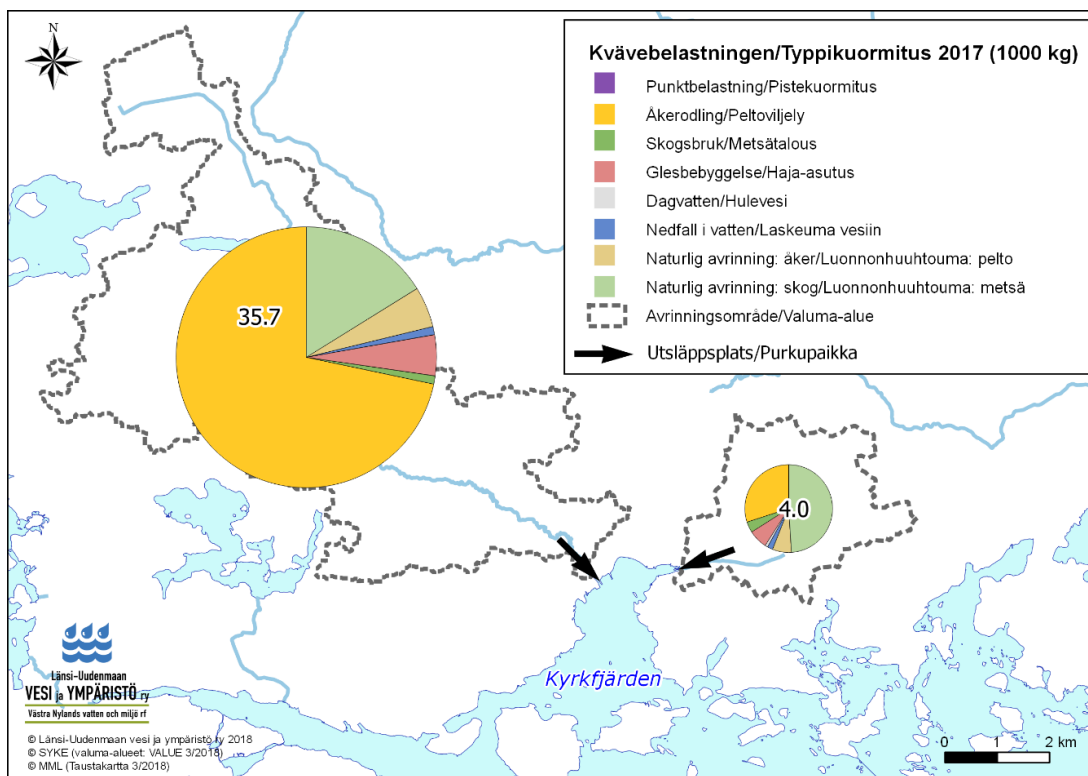 N
Kvävebelastningen/Typpikuormitus 2017 (1000 kg)
Punktbelastning/Pistekuormitus
Åkerodling/Peltoviljely
Skogsbruk/Metsätalous
Glesbebyggelse/Haja-asutus
Dagvatten/Hulevesi
Nedfall i vatten/Laskeuma vesiin
Naturlig avrinning: åker/Luonnonhuuhtouma: pelto
Naturlig avrinning: skog/Luonnonhuuhtouma: metsä
Avrinningsområde/Valuma-alue
Utsläppsplats/Purkupaikka
35.7
4.0
Kyrkfjärden
Länsi-Uudenmaan
VESI ja YMPÄRISTÖ ry
Västra Nylands vatten och miljö rf
© Länsi-Uudenmaan vesi ja ympäristö ry 2018
© SYKE (valuma-alueet: VALUE 3/2018)
© MML (Taustakartta 3/2018)
0 1 2 km